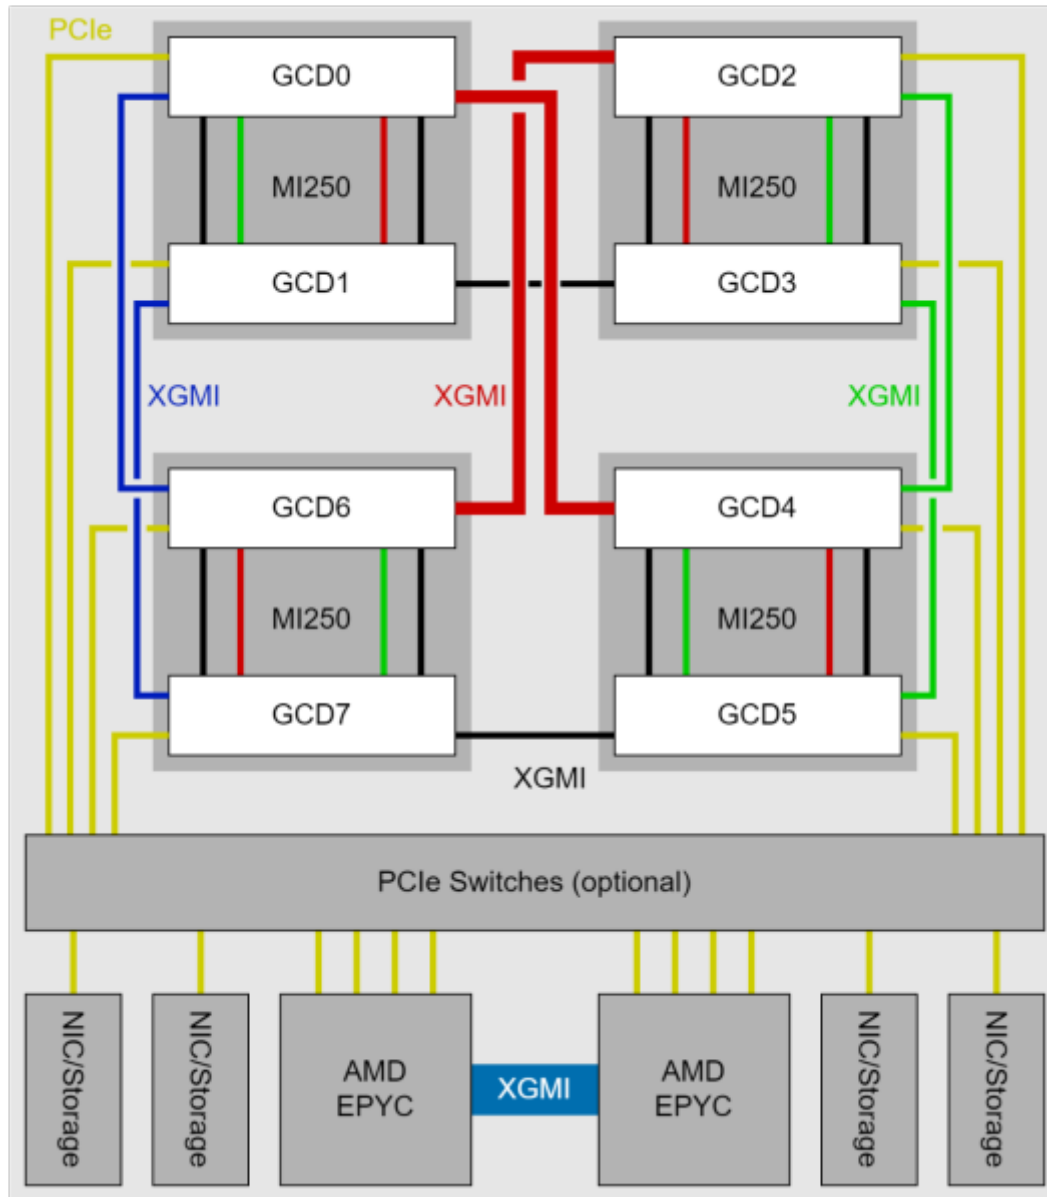 PCIe
GCD0
GCD2
MI250
MI250
GCD1
GCD3
XGMI
XGMI
XGMI
GCD6
GCD4
MI250
MI250
GCD7
GCD5
XGMI
PCIe Switches (optional)
NIC/Storage
NIC/Storage
AMD
EPYC
XGMI
AMD
EPYC
NIC/Storage
NIC/Storage